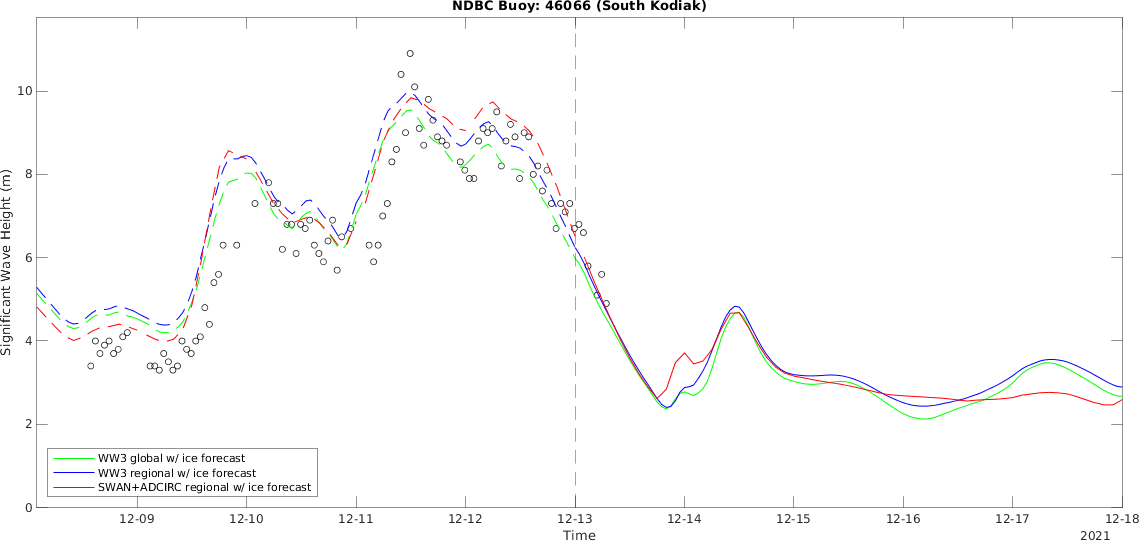 NDBC Buoy: 46066 (South Kodiak)
Significant Wave Height (m)
10
8
6
4
2
0
WW3 global w/ ice forecast
WW3 regional w/ ice forecast
SWAN+ADCIRC regional w/ ice forecast
12-09 12-10 12-11 12-12 12-13 12-14 12-15 12-16 12-17 12-18
Time
2021